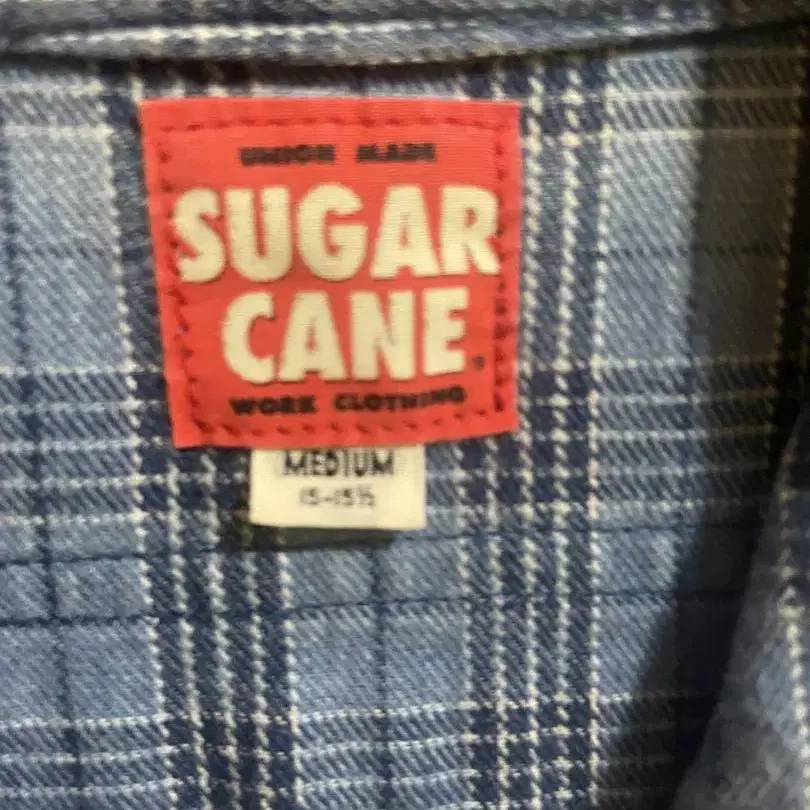 UNION MADE
SUGAR
CANE.
WORK CLOTHING
MEDIUM
15-15½